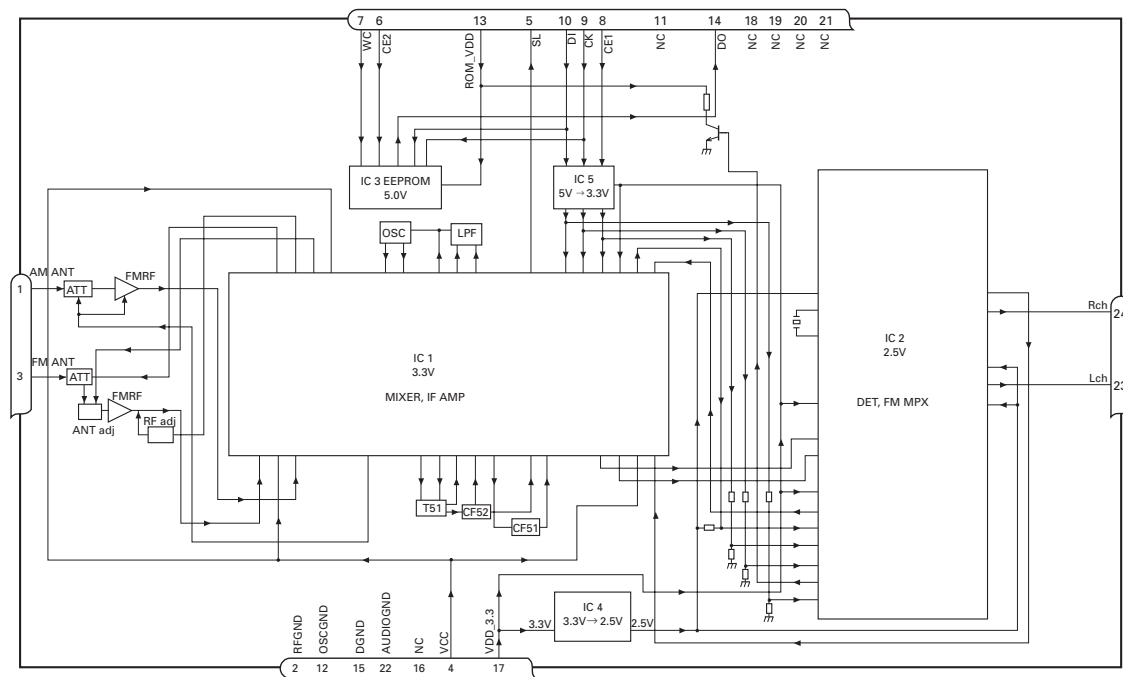 7 6 13 5 10 9 8 11 14 18 19 20 21
WC
CE2
ROM_VDD
SL
DI
CK
CE1
NC
DO
NC
NC
NC
NC
IC 3 EEPROM
5.0V
IC 5
5V → 3.3V
OSC
LPF
AM ANT
1
ATT
FMRF
FM ANT
3
ATT
FMRF
ANT adj
RF adj
IC 1
3.3V
MIXER, IF AMP
IC 2
2.5V
DET, FM MPX
Rch
24
Lch
23
T51
CF52
CF51
IC 4
3.3V → 2.5V
3.3V
2.5V
RFGND
OSCGND
DGND
AUDIOGND
NC
VCC
VDD_3.3
2 12 15 22 16 4 17